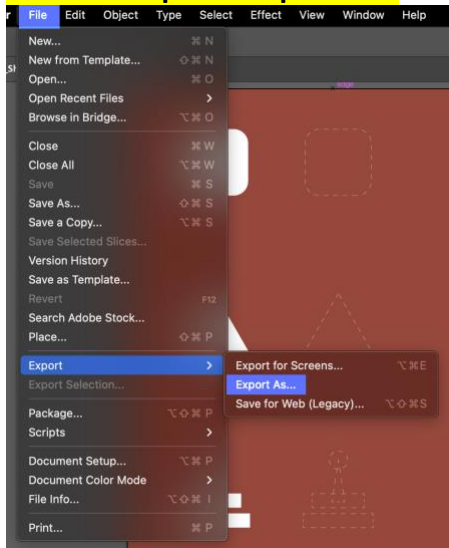 File Edit Object Type Select Effect View Window Help
New... ⌘ N
New from Template... ⇧⌘ N
Open... ⌘ O
Open Recent Files >
Browse in Bridge... ⌥⌘ O
Close ⌘ W
Close All ⌥⌘ W
Save ⌘ S
Save As... ⇧⌘ S
Save a Copy... ⌥⌘ S
Save Selected Slices...
Version History
Save as Template...
Revert F12
Search Adobe Stock...
Place... ⇧⌘ P
Export >
Export for Screens... ⌥⌘E
Export As...
Save for Web (Legacy)... ⌥⇧⌘S
Export Selection...
Package... ⌥⇧⌘ P
Scripts >
Document Setup... ⌥⌘ P
Document Color Mode >
File Info... ⌥⇧⌘ I
Print... ⌘ P